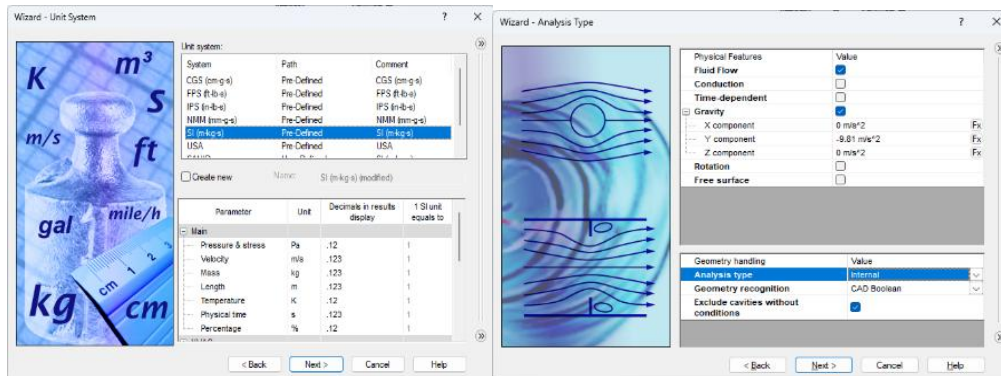 Wizard - Unit System
?
K
m³
S
m/s
ft
gal
mile/h
kg
cm 1 2 3
cm
Unit system:
System Path Comment
CGS (cm-g-s) Pre-Defined CGS (cm-g-s)
FPS (ft-lb-s) Pre-Defined FPS (ft-lb-s)
IPS (in-lb-s) Pre-Defined IPS (in-lb-s)
NMM (mm-g-s) Pre-Defined NMM (mm-g-s)
SI (m-kg-s) Pre-Defined SI (m-kg-s)
USA Pre-Defined USA
Create new Name: SI (m-kg-s) (modified)
Parameter Unit Decimals in results display 1 SI unit equals to
Main
Pressure & stress Pa .12 1
Velocity m/s .123 1
Mass kg .123 1
Length m .123 1
Temperature K .12 1
Physical time s .123 1
Percentage % .12 1
< Back Next > Cancel Help
Wizard - Analysis Type
?
Physical Features Value
Fluid Flow
Conduction
Time-dependent
Gravity
X component 0 m/s^2 Fx
Y component -9.81 m/s^2 Fx
Z component 0 m/s^2 Fx
Rotation
Free surface
Geometry handling Value
Analysis type Internal
Geometry recognition CAD Boolean
Exclude cavities without
conditions
< Back Next > Cancel Help